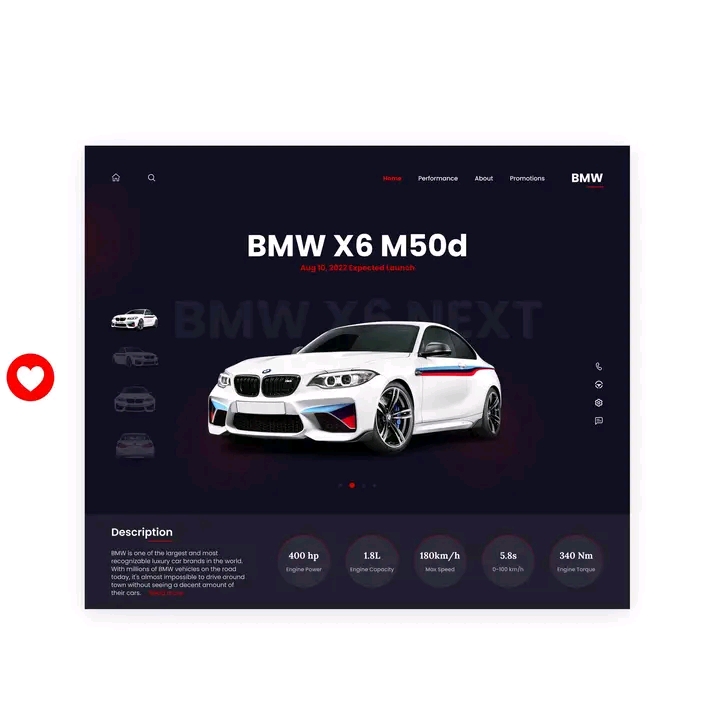 Home Performance About Promotions BMW
BMW X6 M50d
Aug 10, 2023 Expected Launch
BMW X6 NEXT
Description
BMW is one of the largest and most
recognizable luxury car brands in the world.
With millions of BMW vehicles on the road
today, it's almost impossible to drive around
town without seeing a decent amount of
their cars. Read more
400 hp
Engine Power
1.8L
Engine Capacity
180km/h
Max Speed
5.8s
0-100 km/h
340 Nm
Engine Torque